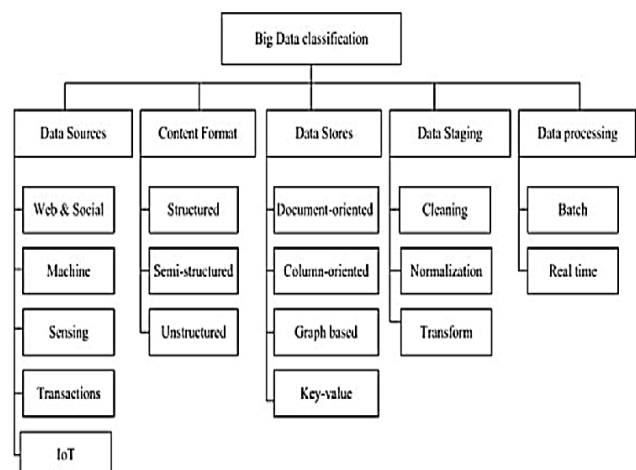 Big Data classification
Data Sources
Content Format
Data Stores
Data Staging
Data processing
Web & Social
Machine
Sensing
Transactions
IoT
Structured
Semi-structured
Unstructured
Document-oriented
Column-oriented
Graph based
Key-value
Cleaning
Normalization
Transform
Batch
Real time